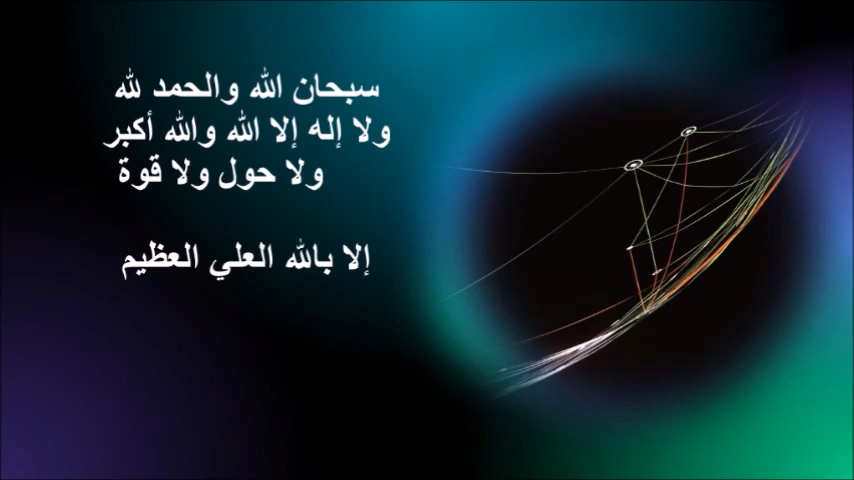 سبحان الله والحمد لله
ولا إله إلا الله والله أكبر
ولا حول ولا قوة
إلا بالله العلي العظيم